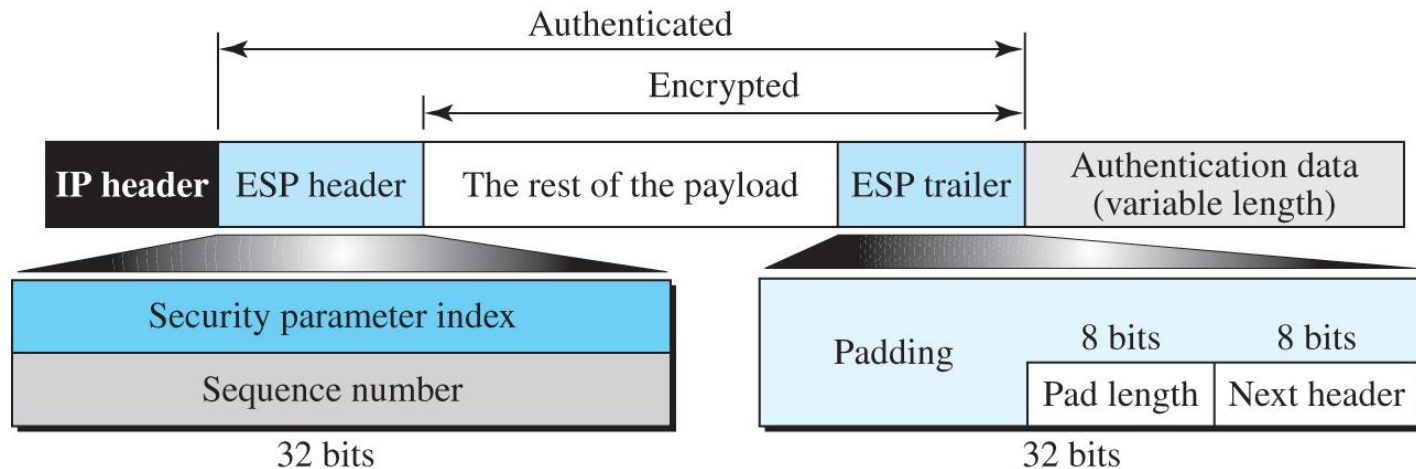 Authenticated
Encrypted
IP header
ESP header
The rest of the payload
ESP trailer
Authentication data
(variable length)
Security parameter index
Sequence number
32 bits
Padding
8 bits
8 bits
Pad length
Next header
32 bits